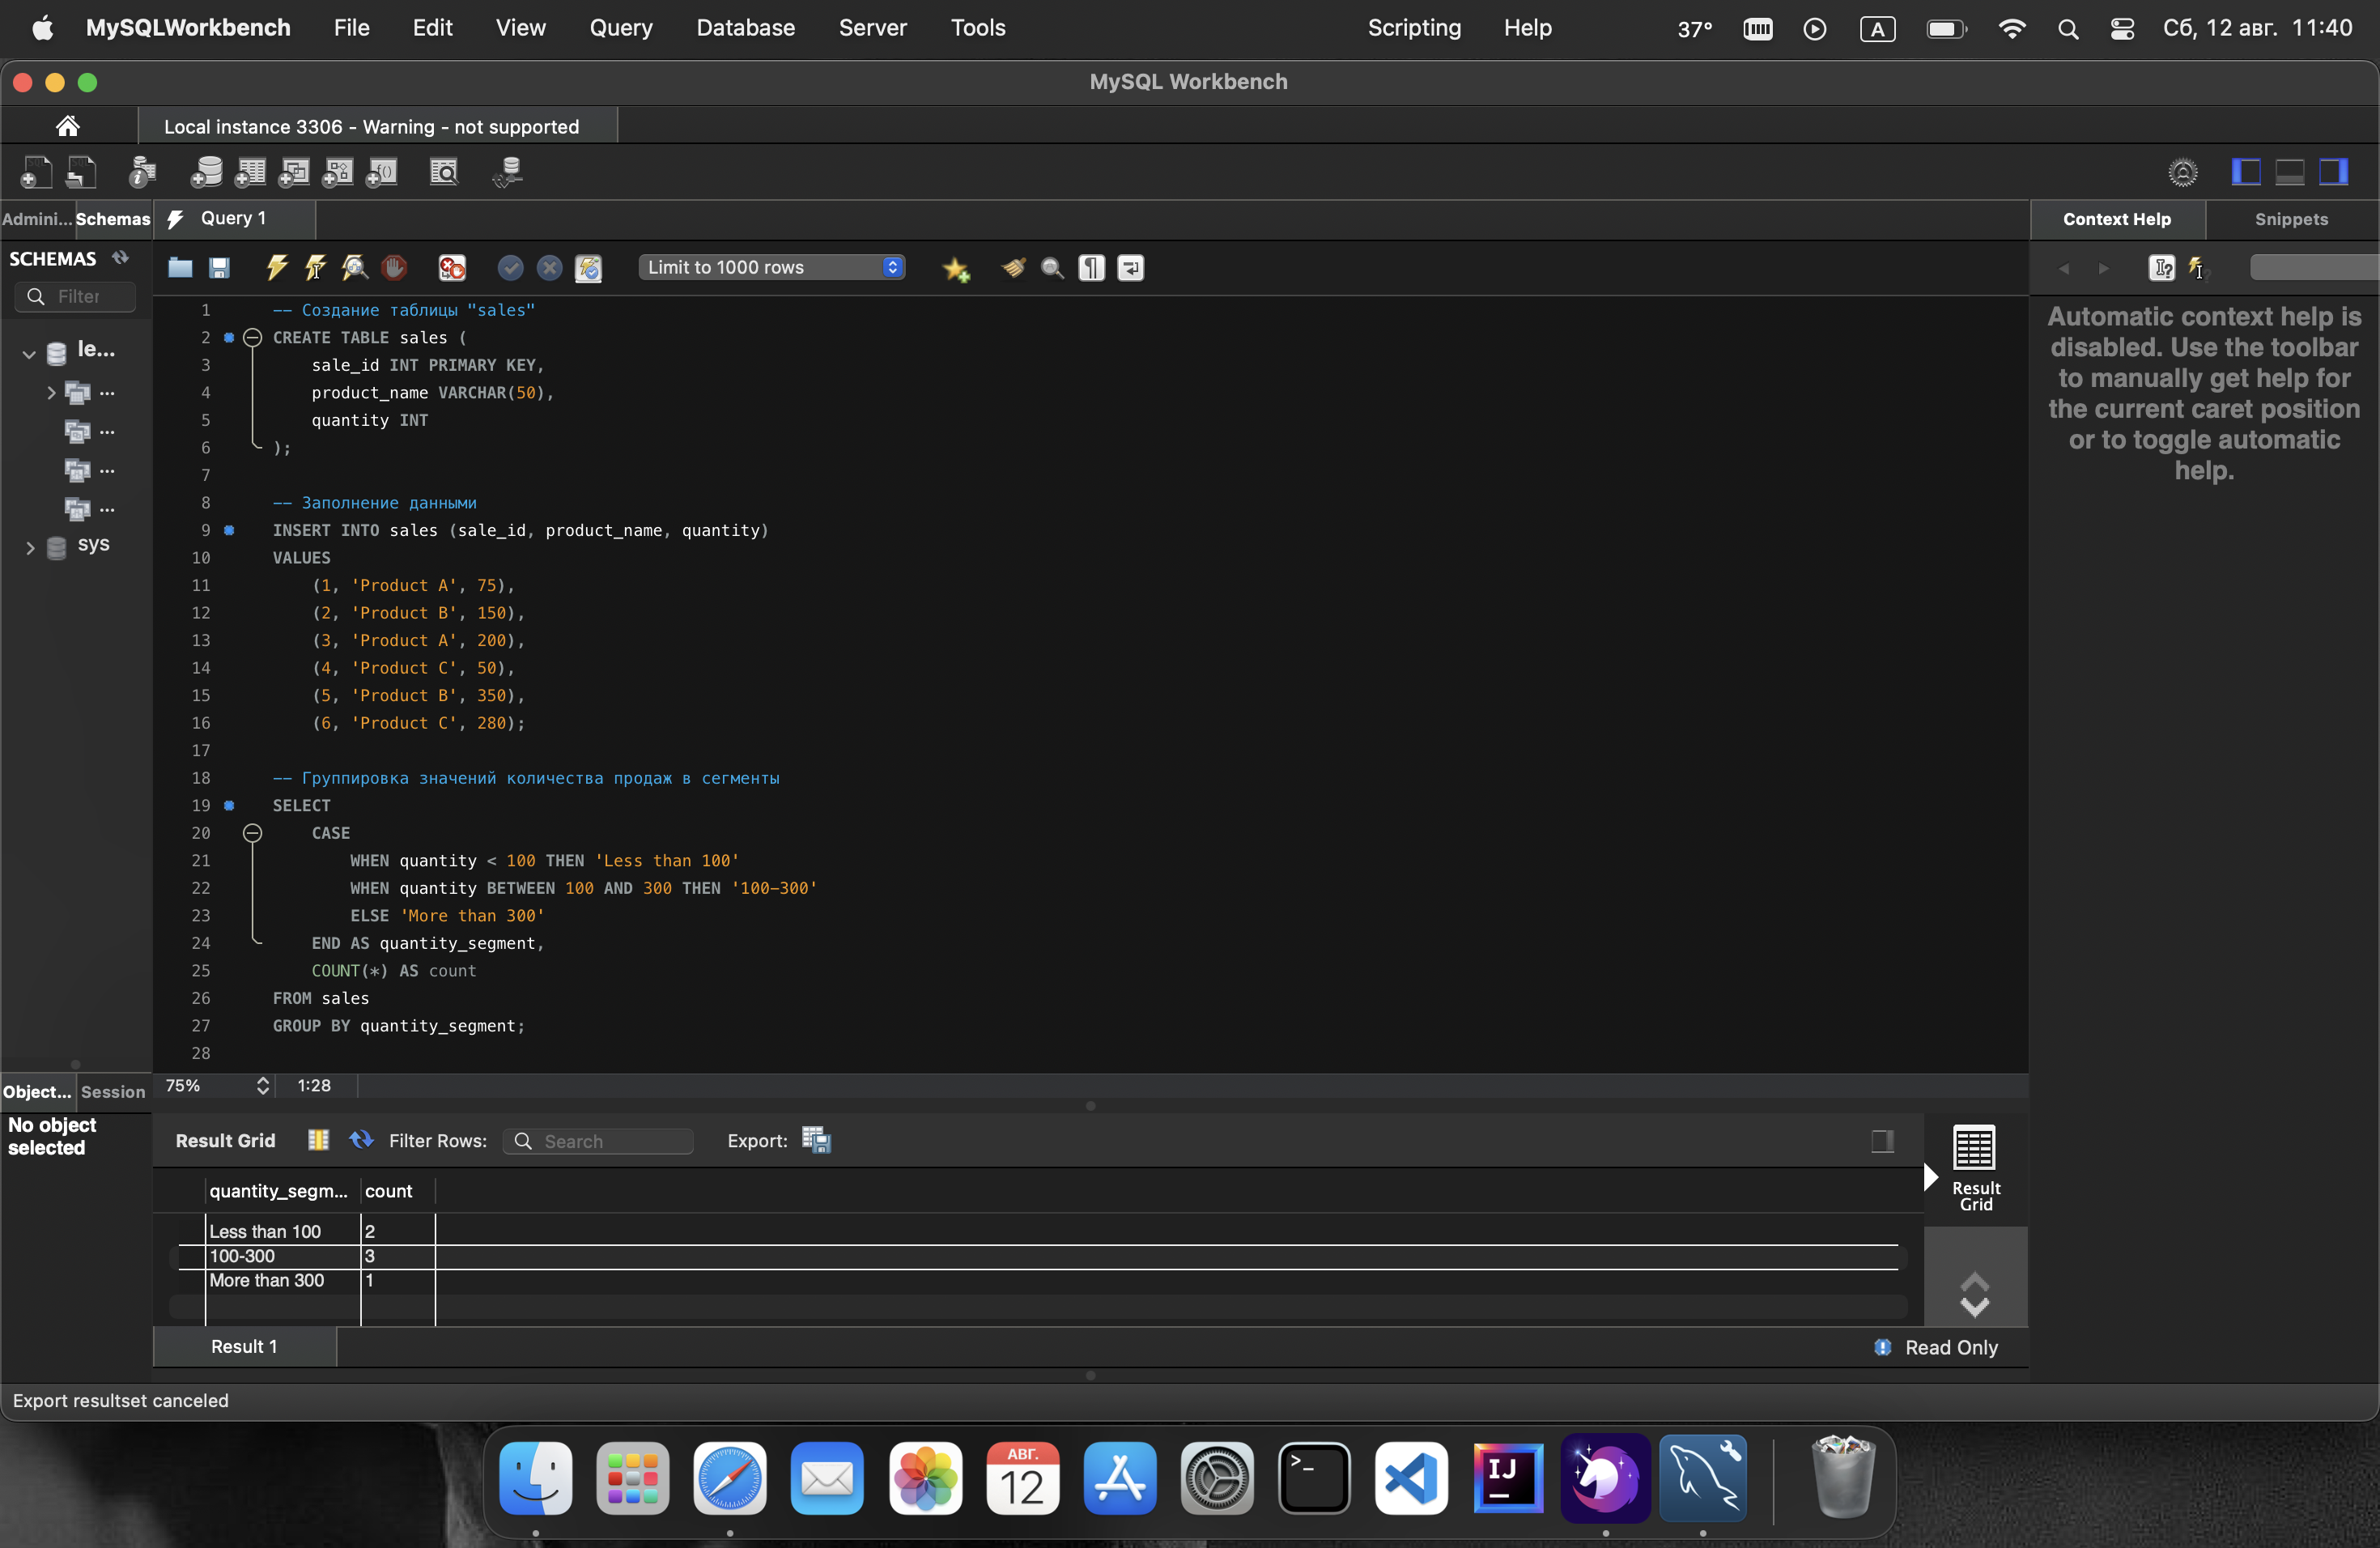 MySQLWorkbench File Edit View Query Database Server Tools Scripting Help 37° A Сб, 12 авг. 11:40
MySQL Workbench
Local instance 3306 - Warning - not supported
Admini... Schemas Query 1 Context Help Snippets
SCHEMAS
Limit to 1000 rows
Filter
le...
...
...
...
...
sys
1 -- Создание таблицы "sales"
2 CREATE TABLE sales (
3 sale_id INT PRIMARY KEY,
4 product_name VARCHAR(50),
5 quantity INT
6 );
7
8 -- Заполнение данными
9 INSERT INTO sales (sale_id, product_name, quantity)
10 VALUES
11 (1, 'Product A', 75),
12 (2, 'Product B', 150),
13 (3, 'Product A', 200),
14 (4, 'Product C', 50),
15 (5, 'Product B', 350),
16 (6, 'Product C', 280);
17
18 -- Группировка значений количества продаж в сегменты
19 SELECT
20 CASE
21 WHEN quantity < 100 THEN 'Less than 100'
22 WHEN quantity BETWEEN 100 AND 300 THEN '100-300'
23 ELSE 'More than 300'
24 END AS quantity_segment,
25 COUNT(*) AS count
26 FROM sales
27 GROUP BY quantity_segment;
28
Automatic context help is
disabled. Use the toolbar
to manually get help for
the current caret position
or to toggle automatic
help.
75% 1:28
Object... Session
No object
selected
Result Grid Filter Rows: Search Export:
quantity_segm... count
Less than 100 2
100-300 3
More than 300 1
Result
Grid
Result 1 Read Only
Export resultset canceled
АВГ.
12
>_
IJ